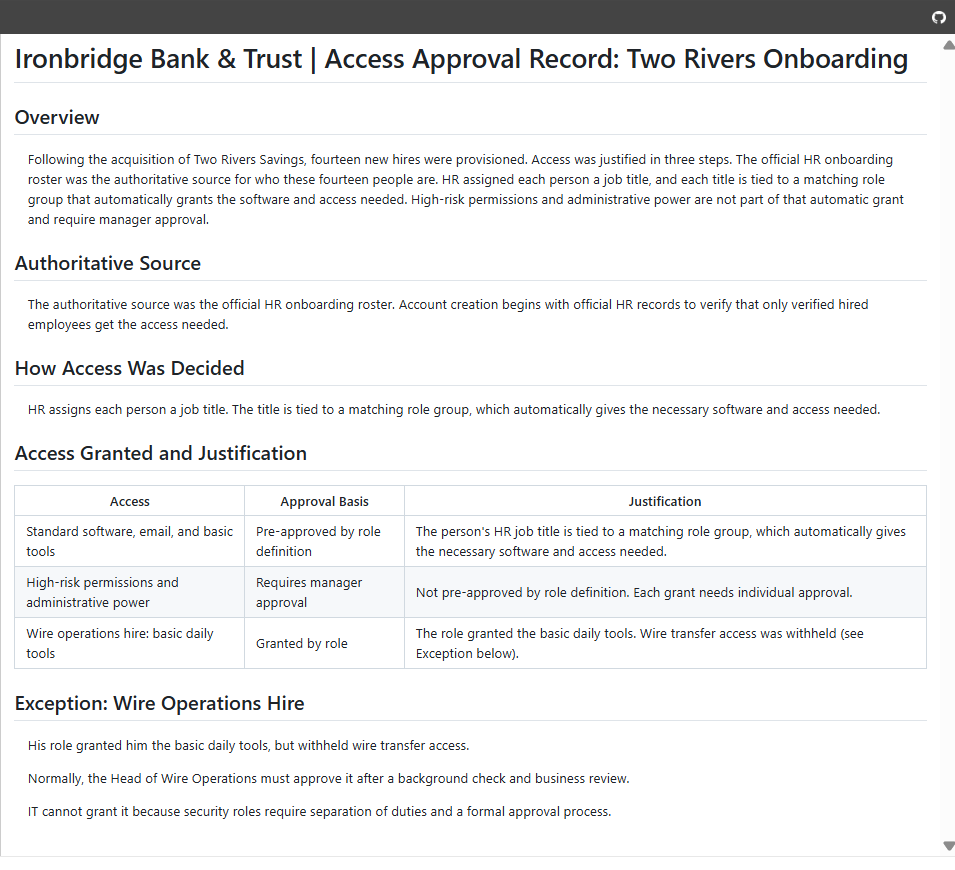 Ironbridge Bank & Trust | Access Approval Record: Two Rivers Onboarding
Overview
Following the acquisition of Two Rivers Savings, fourteen new hires were provisioned. Access was justified in three steps. The official HR onboarding
roster was the authoritative source for who these fourteen people are. HR assigned each person a job title, and each title is tied to a matching role
group that automatically grants the software and access needed. High-risk permissions and administrative power are not part of that automatic grant
and require manager approval.
Authoritative Source
The authoritative source was the official HR onboarding roster. Account creation begins with official HR records to verify that only verified hired
employees get the access needed.
How Access Was Decided
HR assigns each person a job title. The title is tied to a matching role group, which automatically gives the necessary software and access needed.
Access Granted and Justification
Access Approval Basis Justification
Standard software, email, and basic
tools
Pre-approved by role
definition
The person's HR job title is tied to a matching role group, which automatically gives
the necessary software and access needed.
High-risk permissions and
administrative power
Requires manager
approval
Not pre-approved by role definition. Each grant needs individual approval.
Wire operations hire: basic daily
tools
Granted by role
The role granted the basic daily tools. Wire transfer access was withheld (see
Exception below).
Exception: Wire Operations Hire
His role granted him the basic daily tools, but withheld wire transfer access.
Normally, the Head of Wire Operations must approve it after a background check and business review.
IT cannot grant it because security roles require separation of duties and a formal approval process.